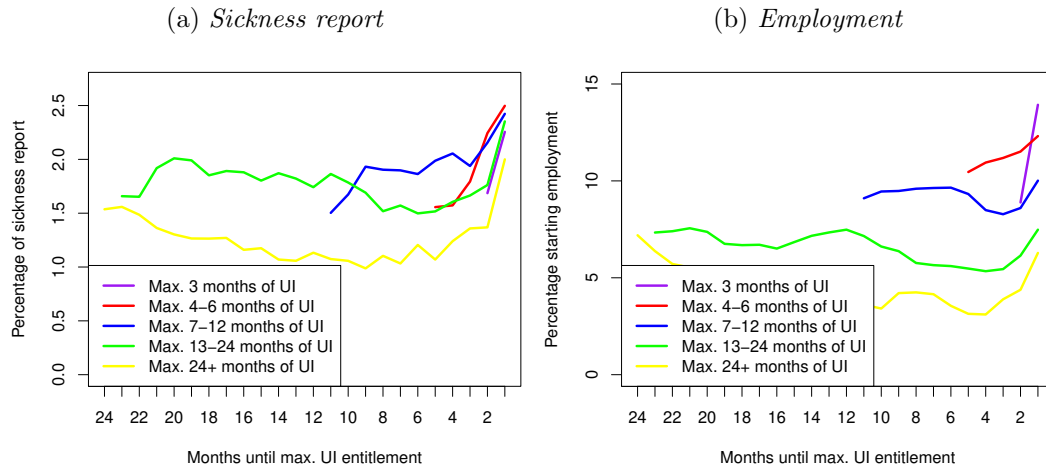 (a) Sickness report
(b) Employment
Percentage of sickness report
0.0 0.5 1.0 1.5 2.0 2.5
Max. 3 months of UI
Max. 4−6 months of UI
Max. 7−12 months of UI
Max. 13−24 months of UI
Max. 24+ months of UI
24 22 20 18 16 14 12 10 8 6 4 2
Months until max. UI entitlement
Percentage starting employment
0 5 10 15
Max. 3 months of UI
Max. 4−6 months of UI
Max. 7−12 months of UI
Max. 13−24 months of UI
Max. 24+ months of UI
24 22 20 18 16 14 12 10 8 6 4 2
Months until max. UI entitlement